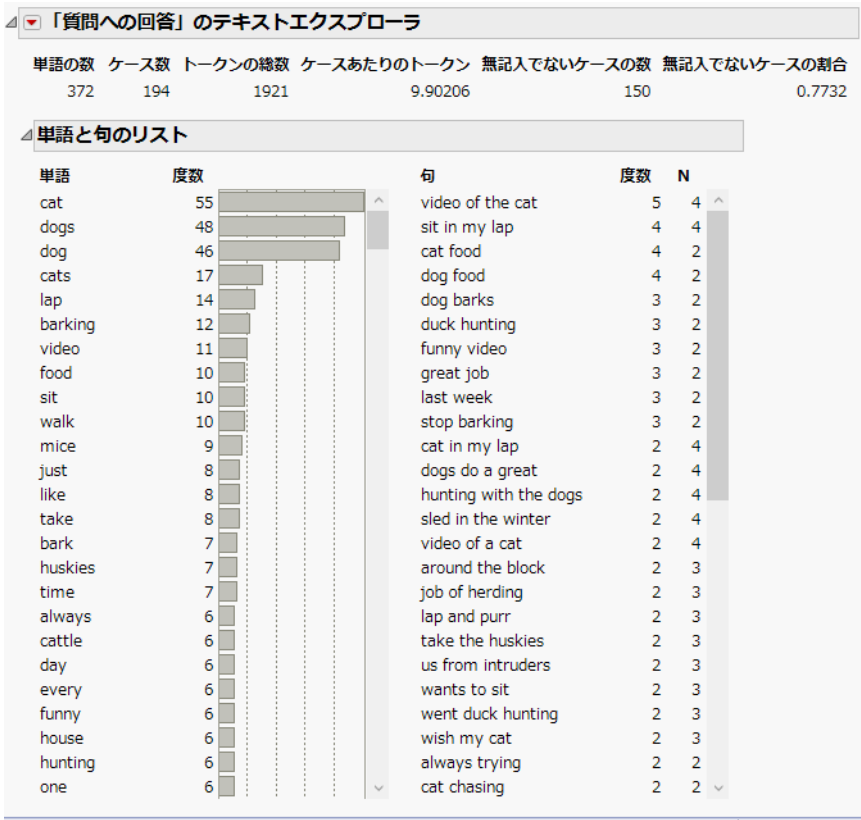 「質問への回答」のテキストエクスプローラ
単語の数 ケース数 トークンの総数 ケースあたりのトークン 無記入でないケースの数 無記入でないケースの割合
372 194 1921 9.90206 150 0.7732
単語と句のリスト
単語 度数 句 度数 N
cat 55 video of the cat 5 4
dogs 48 sit in my lap 4 4
dog 46 cat food 4 2
cats 17 dog food 4 2
lap 14 dog barks 3 2
barking 12 duck hunting 3 2
video 11 funny video 3 2
food 10 great job 3 2
sit 10 last week 3 2
walk 10 stop barking 3 2
mice 9 cat in my lap 2 4
just 8 dogs do a great 2 4
like 8 hunting with the dogs 2 4
take 8 sled in the winter 2 4
bark 7 video of a cat 2 4
huskies 7 around the block 2 3
time 7 job of herding 2 3
always 6 lap and purr 2 3
cattle 6 take the huskies 2 3
day 6 us from intruders 2 3
every 6 wants to sit 2 3
funny 6 went duck hunting 2 3
house 6 wish my cat 2 3
hunting 6 always trying 2 2
one 6 cat chasing 2 2